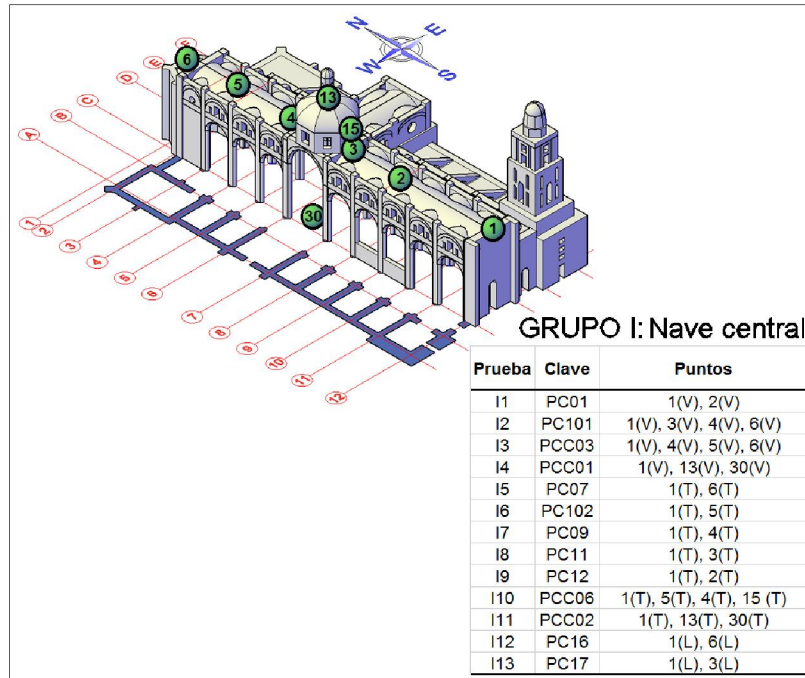 N
E
W
S
F
E
D
C
B
A
6
5
4
13
15
3
2
1
30
1
2
3
4
5
6
7
8
9
10
11
12
GRUPO I: Nave central
Prueba Clave Puntos
I1 PC01 1(V), 2(V)
I2 PC101 1(V), 3(V), 4(V), 6(V)
I3 PCC03 1(V), 4(V), 5(V), 6(V)
I4 PCC01 1(V), 13(V), 30(V)
I5 PC07 1(T), 6(T)
I6 PC102 1(T), 5(T)
I7 PC09 1(T), 4(T)
I8 PC11 1(T), 3(T)
I9 PC12 1(T), 2(T)
I10 PCC06 1(T), 5(T), 4(T), 15 (T)
I11 PCC02 1(T), 13(T), 30(T)
I12 PC16 1(L), 6(L)
I13 PC17 1(L), 3(L)